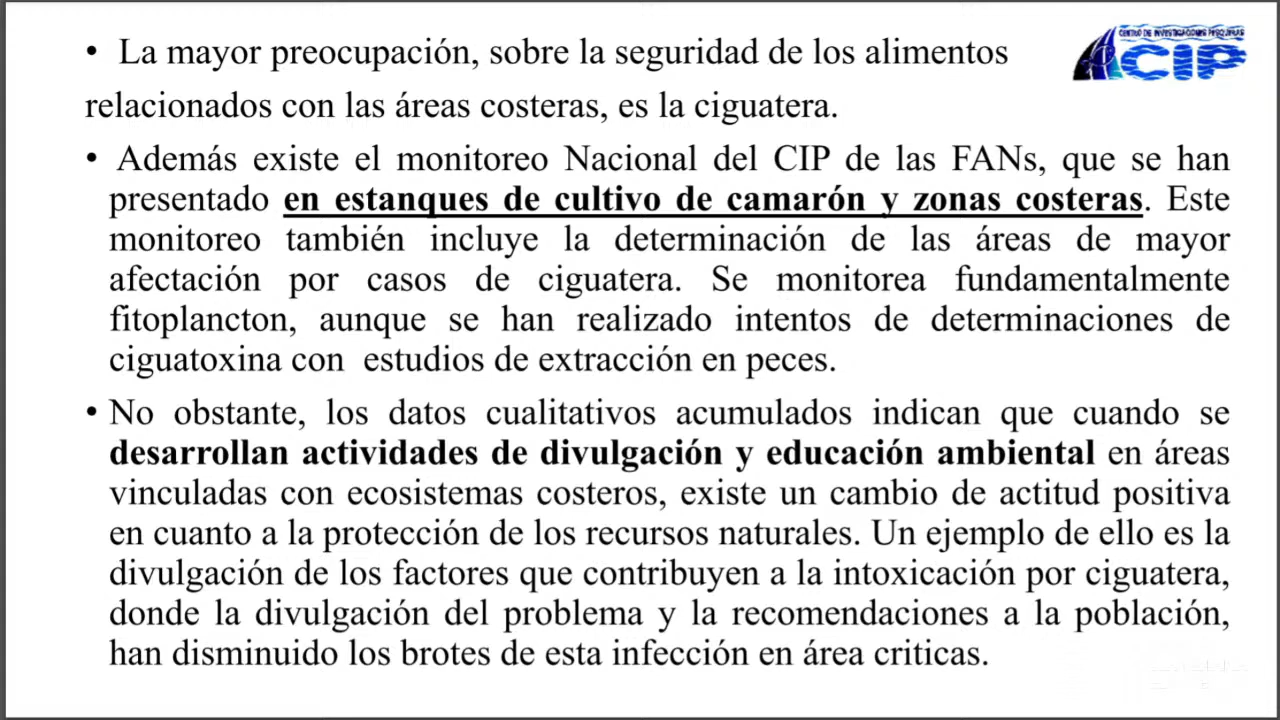 • La mayor preocupación, sobre la seguridad de los alimentos
relacionados con las áreas costeras, es la ciguatera.
CENTRO DE INVESTIGACIONES PESQUERAS
CIP
• Además existe el monitoreo Nacional del CIP de las FANs, que se han
presentado en estanques de cultivo de camarón y zonas costeras. Este
monitoreo también incluye la determinación de las áreas de mayor
afectación por casos de ciguatera. Se monitorea fundamentalmente
fitoplancton, aunque se han realizado intentos de determinaciones de
ciguatoxina con estudios de extracción en peces.
• No obstante, los datos cualitativos acumulados indican que cuando se
desarrollan actividades de divulgación y educación ambiental en áreas
vinculadas con ecosistemas costeros, existe un cambio de actitud positiva
en cuanto a la protección de los recursos naturales. Un ejemplo de ello es la
divulgación de los factores que contribuyen a la intoxicación por ciguatera,
donde la divulgación del problema y la recomendaciones a la población,
han disminuido los brotes de esta infección en área criticas.